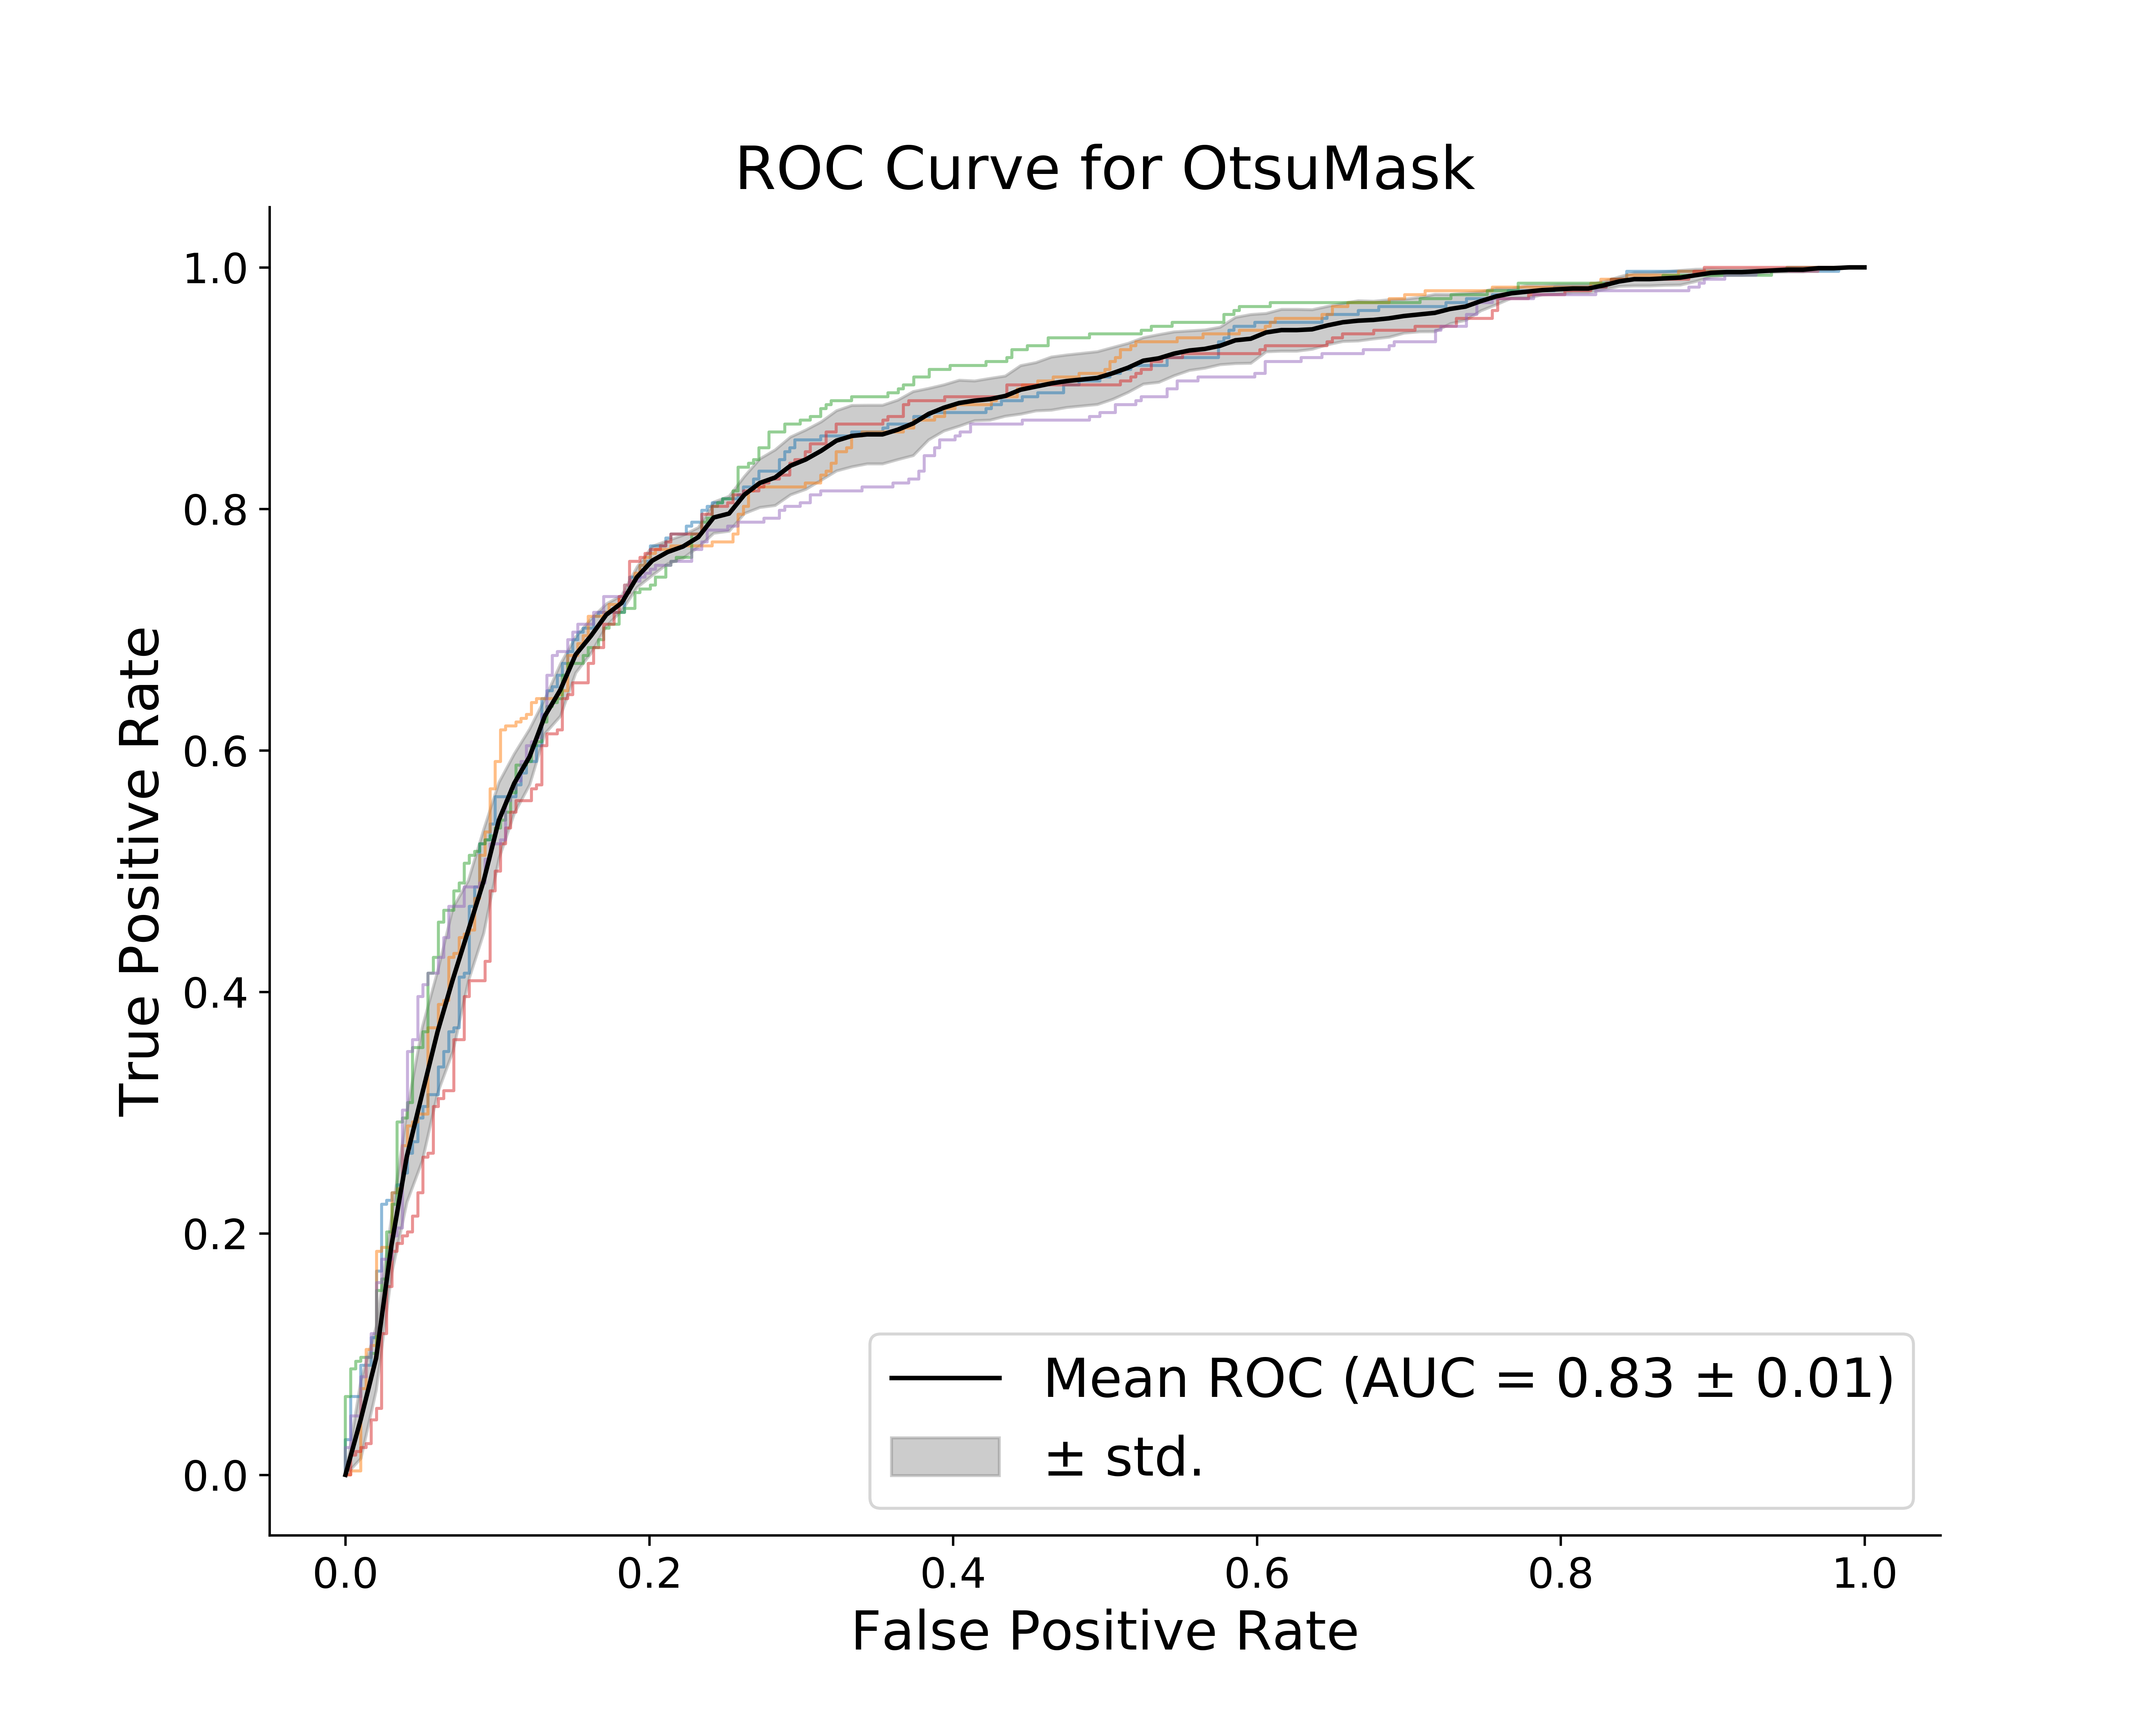 ROC Curve for OtsuMask
True Positive Rate
1.0
0.8
0.6
0.4
0.2
0.0
Mean ROC (AUC = 0.83 ± 0.01)
± std.
0.0 0.2 0.4 0.6 0.8 1.0
False Positive Rate